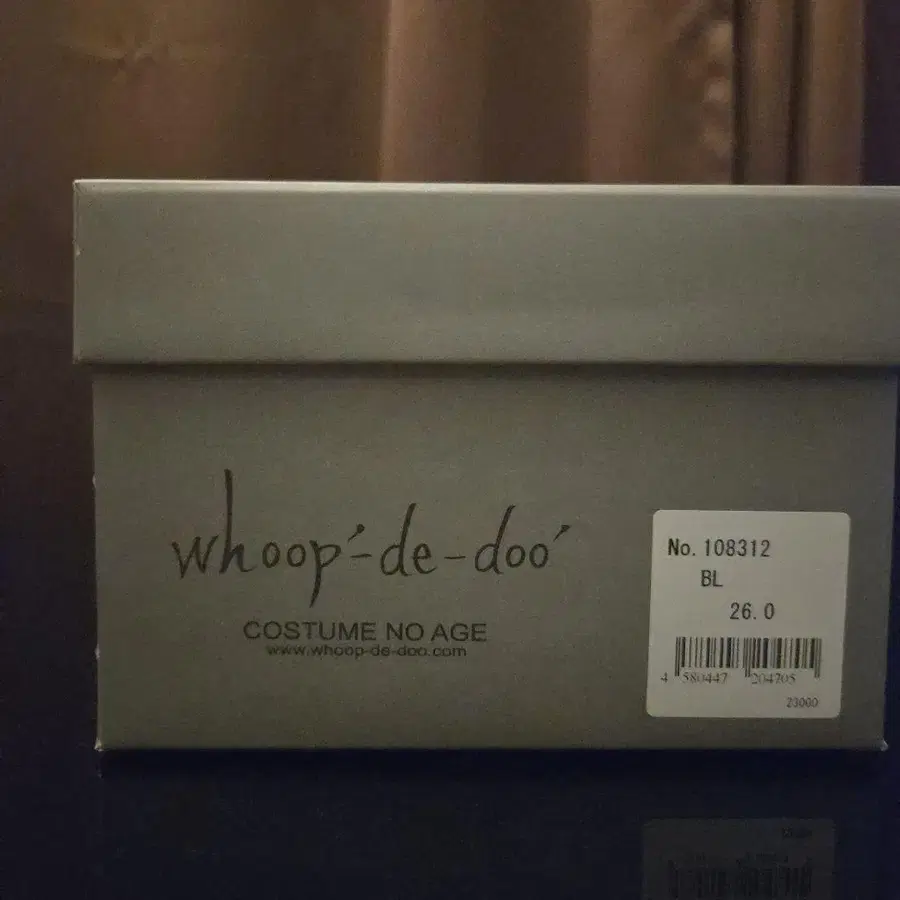 whoop'-de-doo'
COSTUME NO AGE
www.whoop-de-doo.com
No. 108312
BL
26.0
4 580447 204705
23000